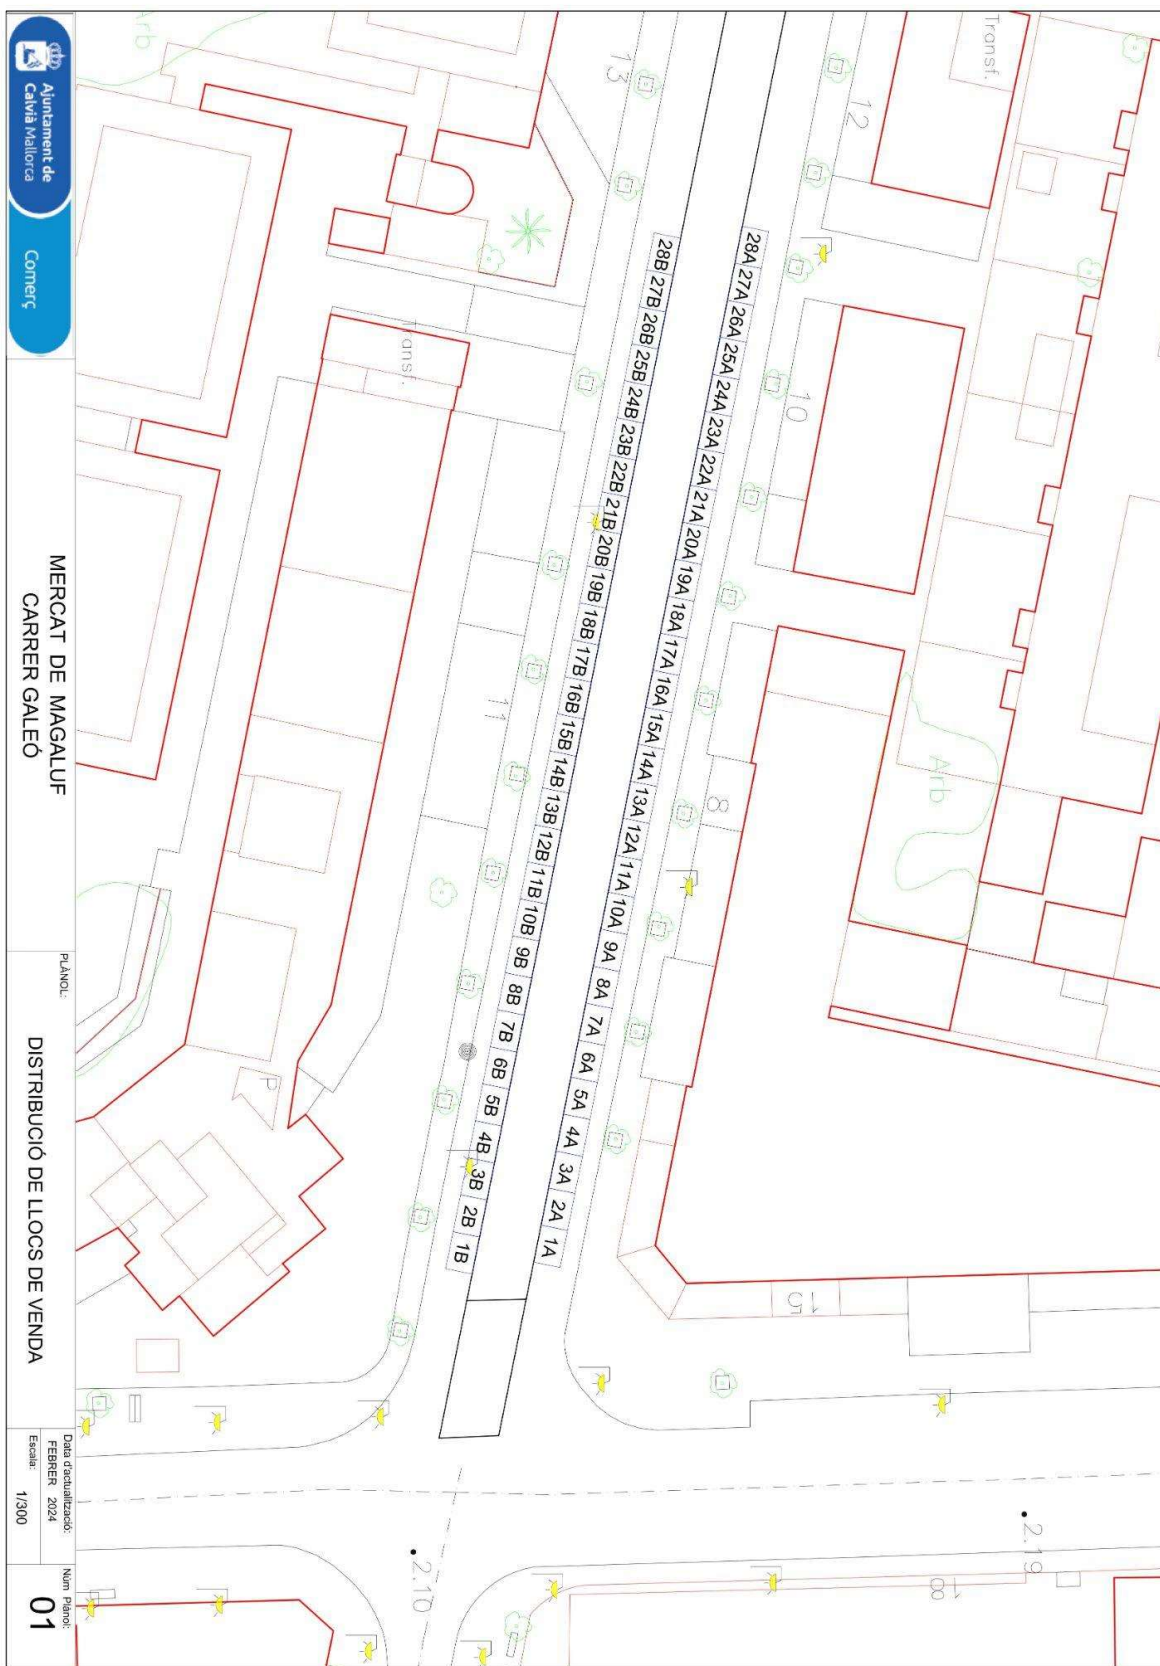 Ajuntament de
Calvià Mallorca
Comerç
MERCAT DE MAGALUF
CARRER GALEÓ
PLÀNOL:
DISTRIBUCIÓ DE LLOCS DE VENDA
Data d'actualització:
FEBRER 2024
Escala:
1/300
Núm Plànol:
01
Arb
13
12
Transf.
28B 27B 26B 25B 24B 23B 22B 21B 20B 19B 18B 17B 16B 15B 14B 13B 12B 11B 10B 9B 8B 7B 6B 5B 4B 3B 2B 1B
28A 27A 26A 25A 24A 23A 22A 21A 20A 19A 18A 17A 16A 15A 14A 13A 12A 11A 10A 9A 8A 7A 6A 5A 4A 3A 2A 1A
Transf.
10
11
8
Arb
P
15
2.10
2.19
18